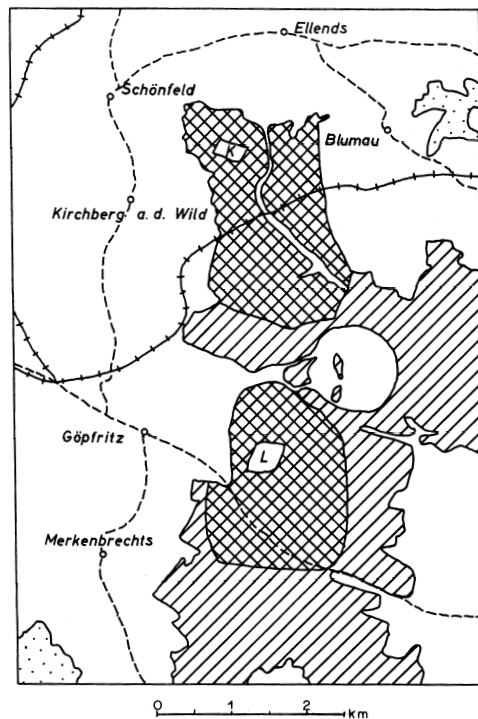 Ellends
Schönfeld
Blumau
K
Kirchberg a. d. Wild
Göpfritz
L
Merkenbrechts
0 1 2
km